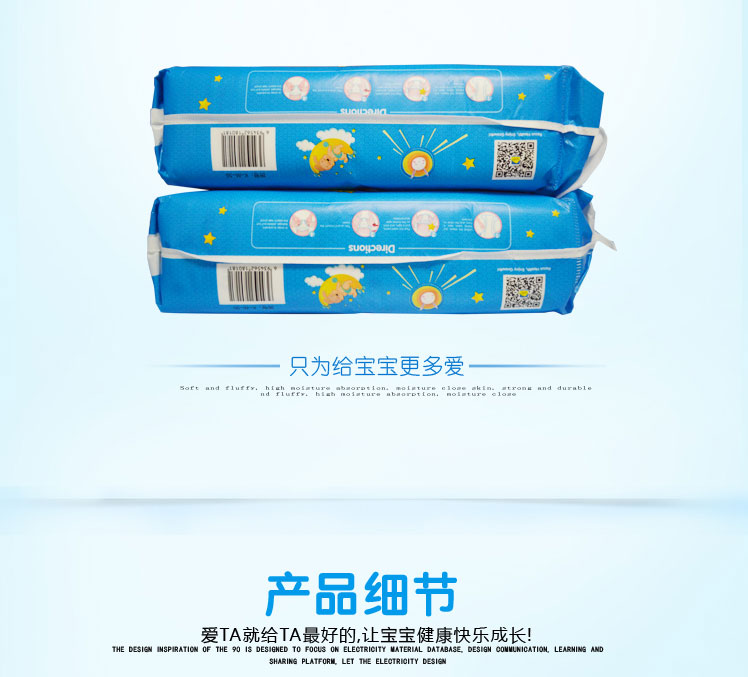 Directions
Directions
只为给宝宝更多爱
Soft and fluffy, high moisture absorption, moisture close skin, strong and durable
nd fluffy, high moisture absorption, moisture close
产品细节
爱TA就给TA最好的,让宝宝健康快乐成长!
THE DESIGN INSPIRATION OF THE 90 IS DESIGNED TO FOCUS ON ELECTRICITY MATERIAL DATABASE, DESIGN COMMUNICATION, LEARNING AND
SHARING PLATFORM, LET THE ELECTRICITY DESIGN